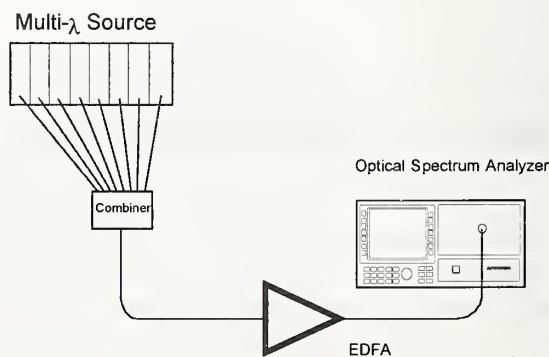 Multi-λ Source
Combiner
Optical Spectrum Analyzer
EDFA